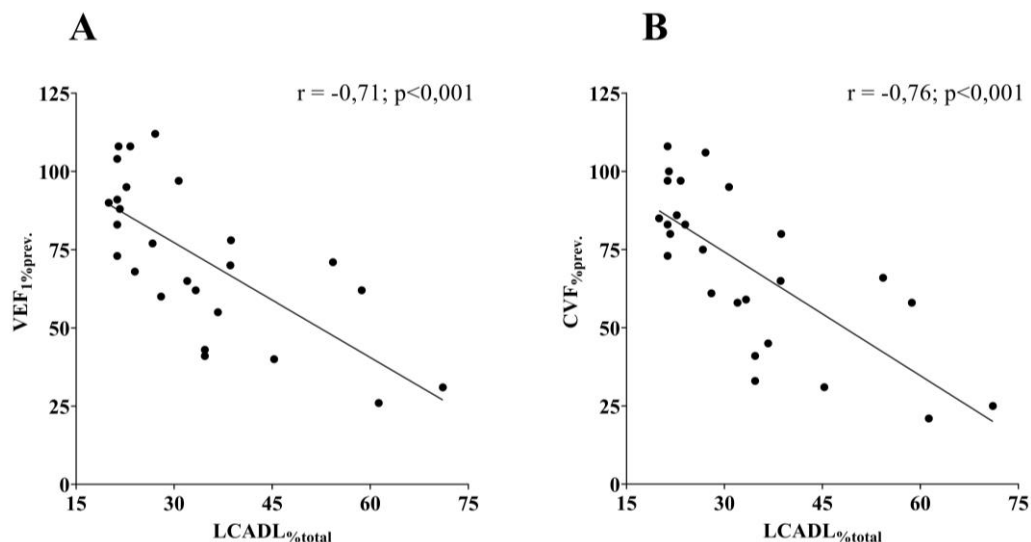 A
B
r = -0,71; p<0,001
r = -0,76; p<0,001
125
100
75
50
25
0
VEF1%prev.
15 30 45 60 75
LCADL%total
125
100
75
50
25
0
CVF%prev.
15 30 45 60 75
LCADL%total